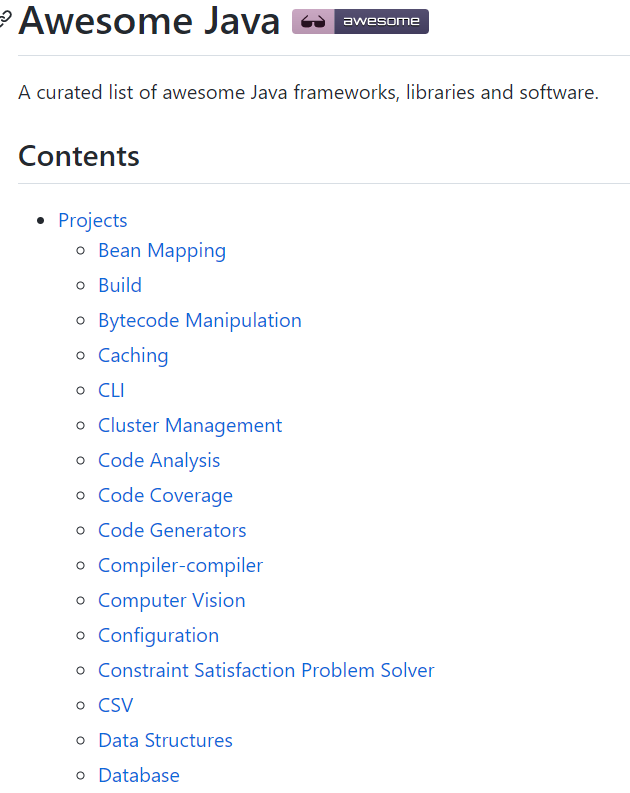 Awesome Java awesome
A curated list of awesome Java frameworks, libraries and software.
Contents
Projects
Bean Mapping
Build
Bytecode Manipulation
Caching
CLI
Cluster Management
Code Analysis
Code Coverage
Code Generators
Compiler-compiler
Computer Vision
Configuration
Constraint Satisfaction Problem Solver
CSV
Data Structures
Database